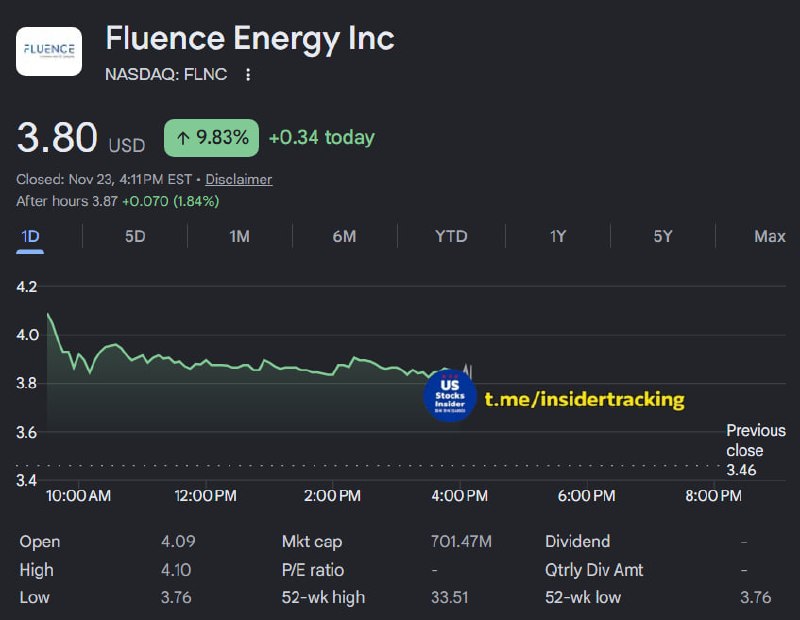 FLUENCE
Fluence Energy Inc
NASDAQ: FLNC
3.80 USD ↑ 9.83% +0.34 today
Closed: Nov 23, 4:11 PM EST • Disclaimer
After hours 3.87 +0.070 (1.84%)
1D 5D 1M 6M YTD 1Y 5Y Max
4.2
4.0
3.8
3.6
3.4
US
Stocks
Insider
t.me/insidertracking
Previous
close
3.46
10:00 AM 12:00 PM 2:00 PM 4:00 PM 6:00 PM 8:00 PM
Open 4.09 Mkt cap 701.47M Dividend -
High 4.10 P/E ratio - Qtrly Div Amt -
Low 3.76 52-wk high 33.51 52-wk low 3.76